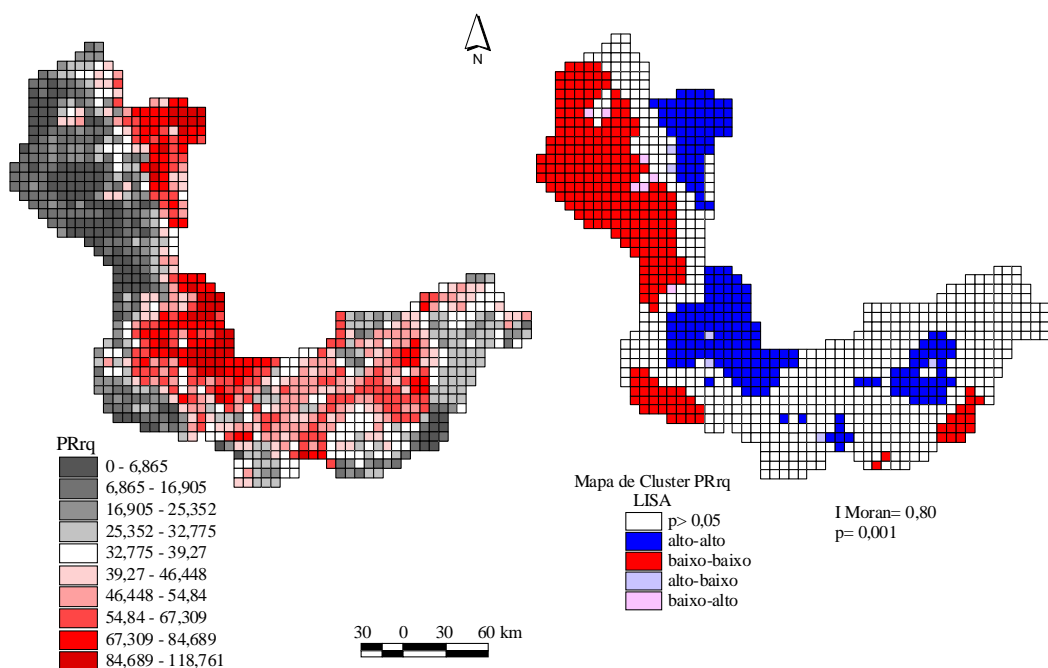 N
PRrq
0 - 6,865
6,865 - 16,905
16,905 - 25,352
25,352 - 32,775
32,775 - 39,27
39,27 - 46,448
46,448 - 54,84
54,84 - 67,309
67,309 - 84,689
84,689 - 118,761
30 0 30 60 km
Mapa de Cluster PRrq
LISA
p> 0,05
alto-alto
baixo-baixo
alto-baixo
baixo-alto
I Moran= 0,80
p= 0,001